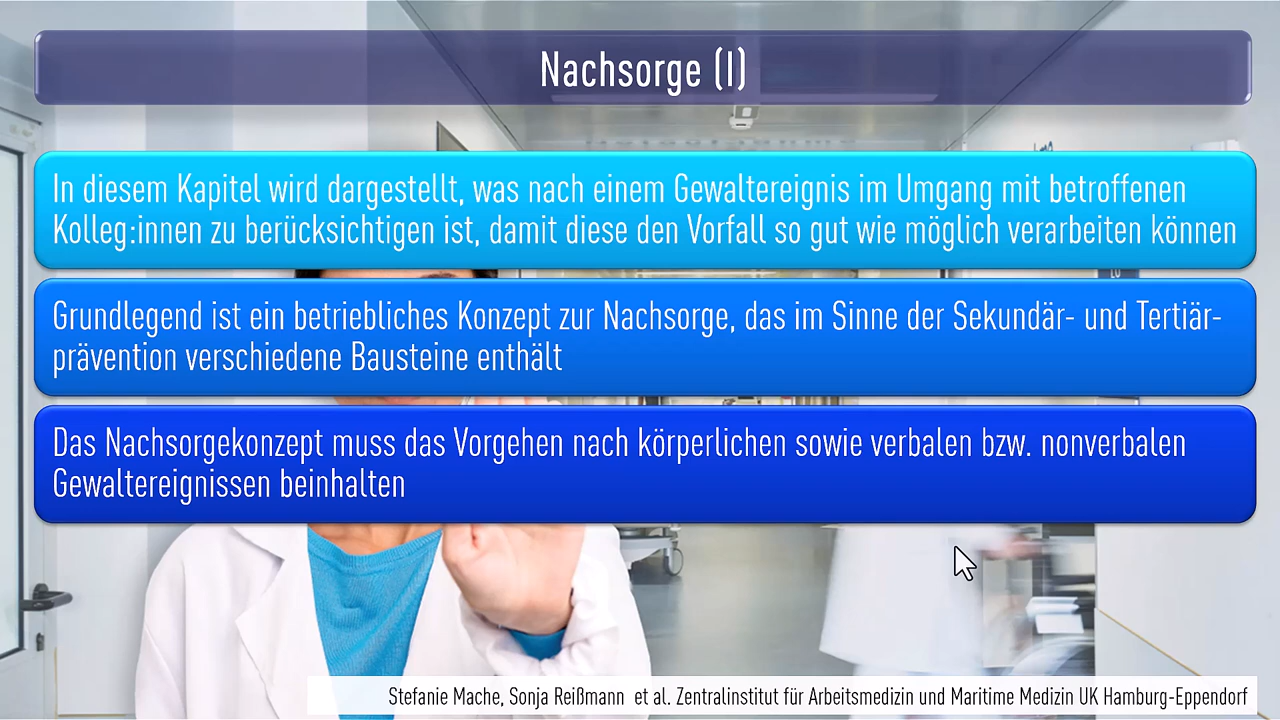 Nachsorge (I)
In diesem Kapitel wird dargestellt, was nach einem Gewaltereignis im Umgang mit betroffenen
Kolleg:innen zu berücksichtigen ist, damit diese den Vorfall so gut wie möglich verarbeiten können
Grundlegend ist ein betriebliches Konzept zur Nachsorge, das im Sinne der Sekundär- und Tertiär-
prävention verschiedene Bausteine enthält
Das Nachsorgekonzept muss das Vorgehen nach körperlichen sowie verbalen bzw. nonverbalen
Gewaltereignissen beinhalten
Stefanie Mache, Sonja Reißmann et al. Zentralinstitut für Arbeitsmedizin und Maritime Medizin UK Hamburg-Eppendorf